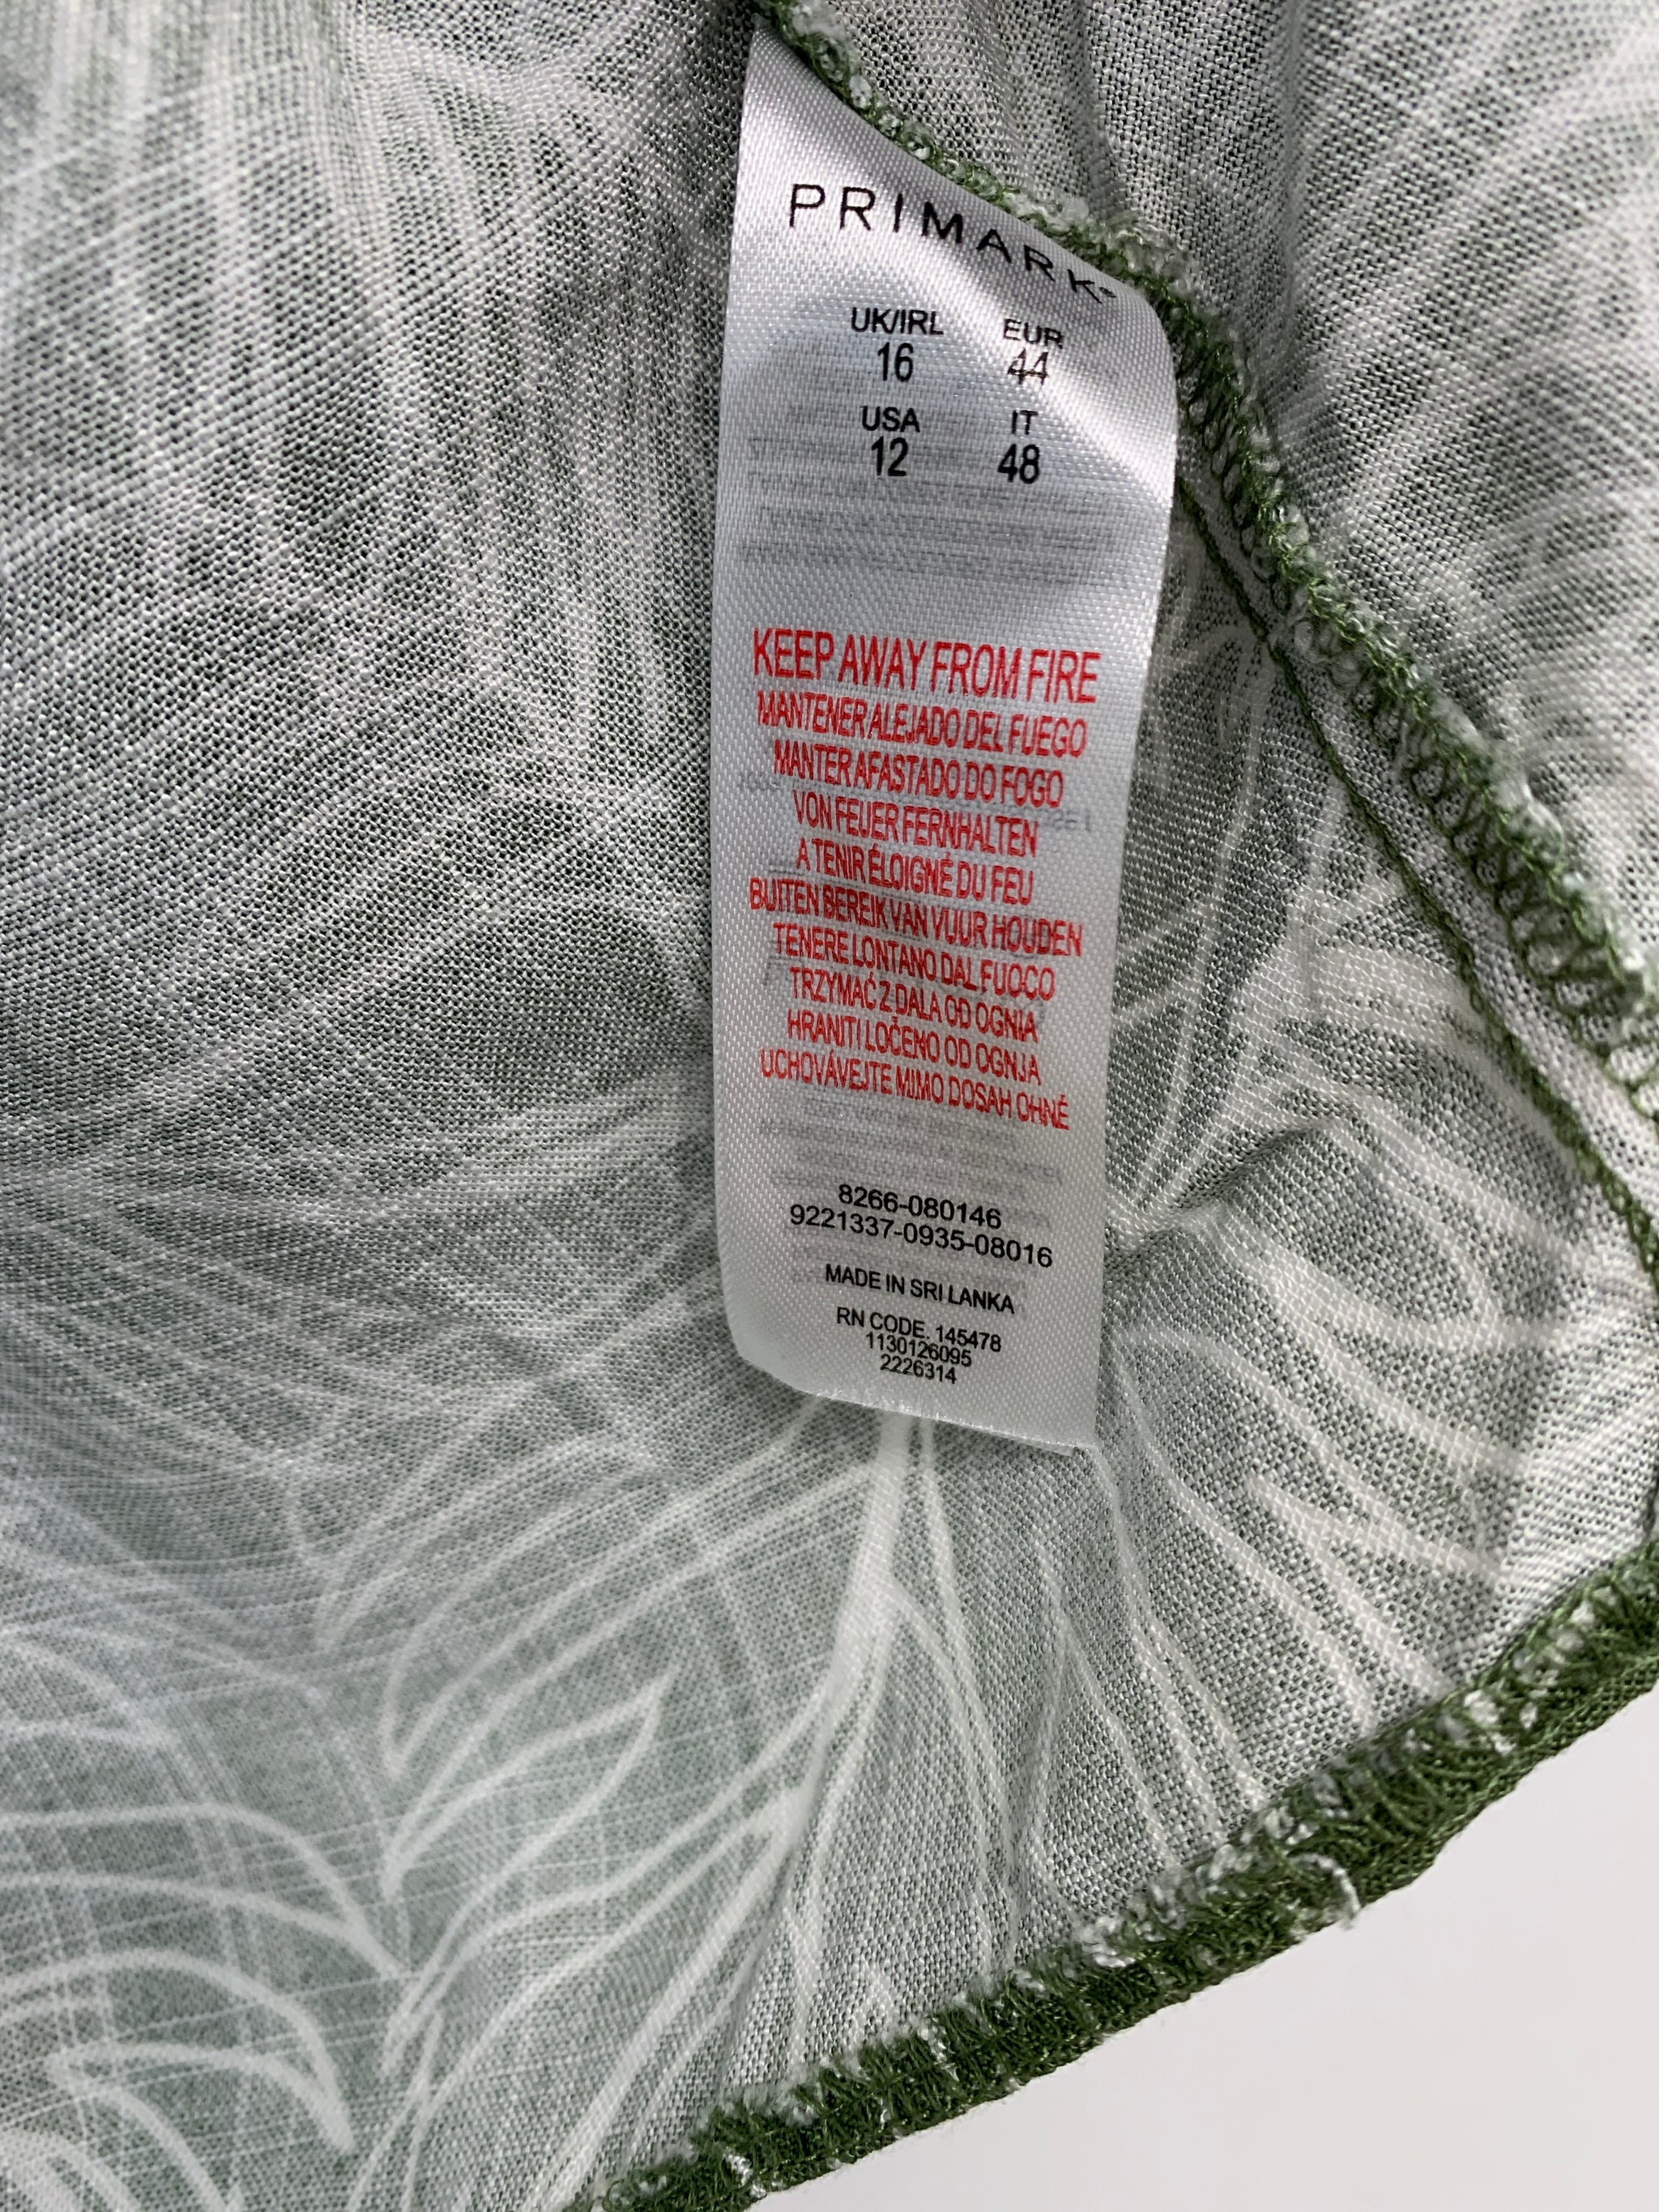 PRIMARK®
UK/IRL EUR
16 44
USA IT
12 48
KEEP AWAY FROM FIRE
MANTENER ALEJADO DEL FUEGO
MANTER AFASTADO DO FOGO
VON FEUER FERNHALTEN
A TENIR ÉLOIGNÉ DU FEU
BUITEN BEREIK VAN VUUR HOUDEN
TENERE LONTANO DAL FUOCO
TRZYMAĆ Z DALA OD OGNIA
HRANITI LOČENO OD OGNJA
UCHOVÁVEJTE MIMO DOSAH OHNĚ
8266-080146
9221337-0935-08016
MADE IN SRI LANKA
RN CODE: 145478
1130126095
2226314